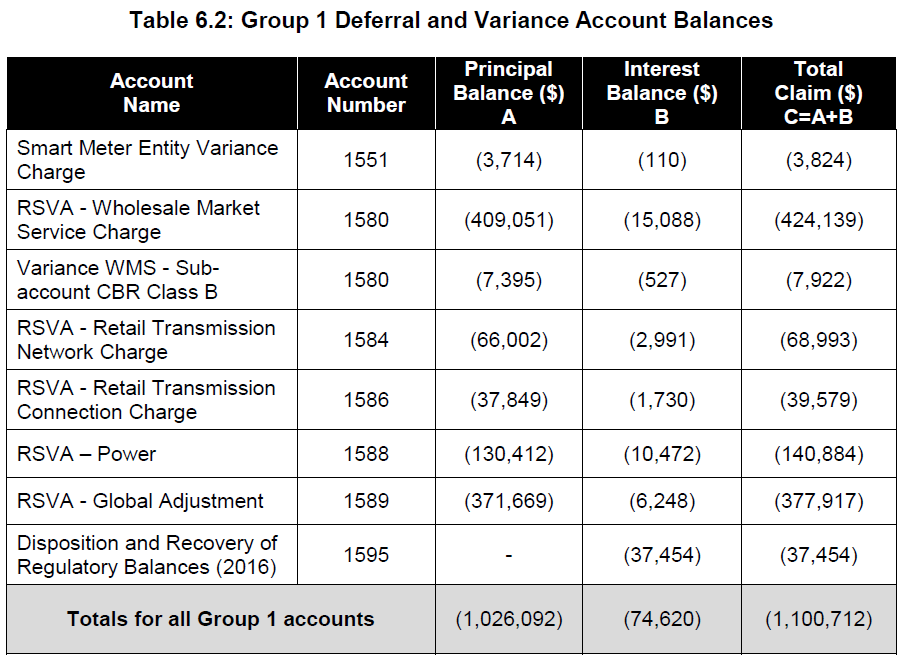 Table 6.2: Group 1 Deferral and Variance Account Balances
Account Name Account Number Principal Balance ($) A Interest Balance ($) B Total Claim ($) C=A+B
Smart Meter Entity Variance Charge 1551 (3,714) (110) (3,824)
RSVA - Wholesale Market Service Charge 1580 (409,051) (15,088) (424,139)
Variance WMS - Sub-account CBR Class B 1580 (7,395) (527) (7,922)
RSVA - Retail Transmission Network Charge 1584 (66,002) (2,991) (68,993)
RSVA - Retail Transmission Connection Charge 1586 (37,849) (1,730) (39,579)
RSVA – Power 1588 (130,412) (10,472) (140,884)
RSVA - Global Adjustment 1589 (371,669) (6,248) (377,917)
Disposition and Recovery of Regulatory Balances (2016) 1595 - (37,454) (37,454)
Totals for all Group 1 accounts (1,026,092) (74,620) (1,100,712)